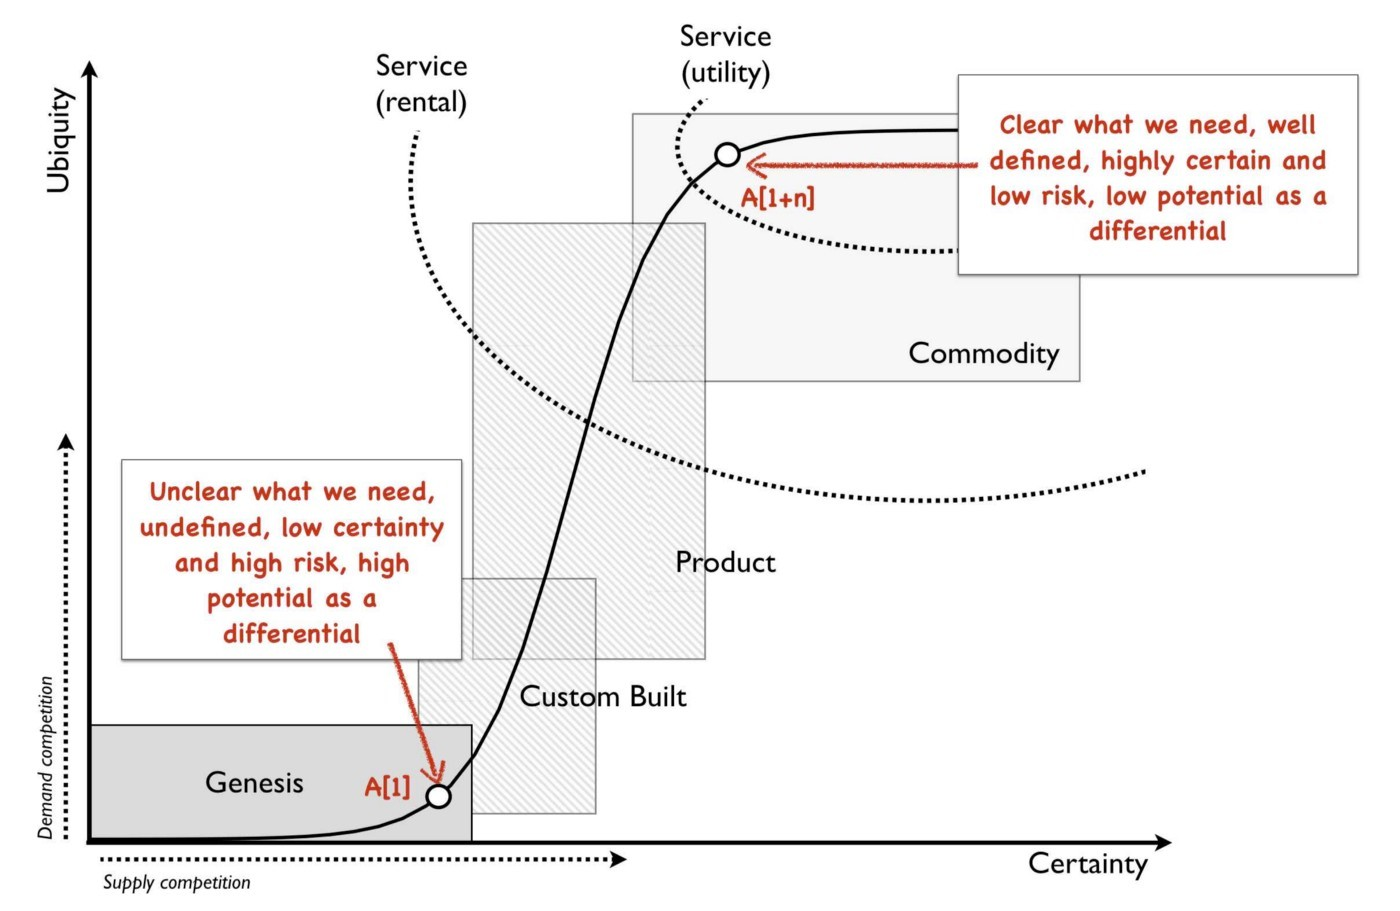 Service
(rental)
Service
(utility)
Ubiquity
Clear what we need, well
defined, highly certain and
low risk, low potential as a
differential
A[1+n]
Commodity
Unclear what we need,
undefined, low certainty
and high risk, high
potential as a
differential
Product
Custom Built
Demand competition
Genesis
A[1]
Certainty
Supply competition